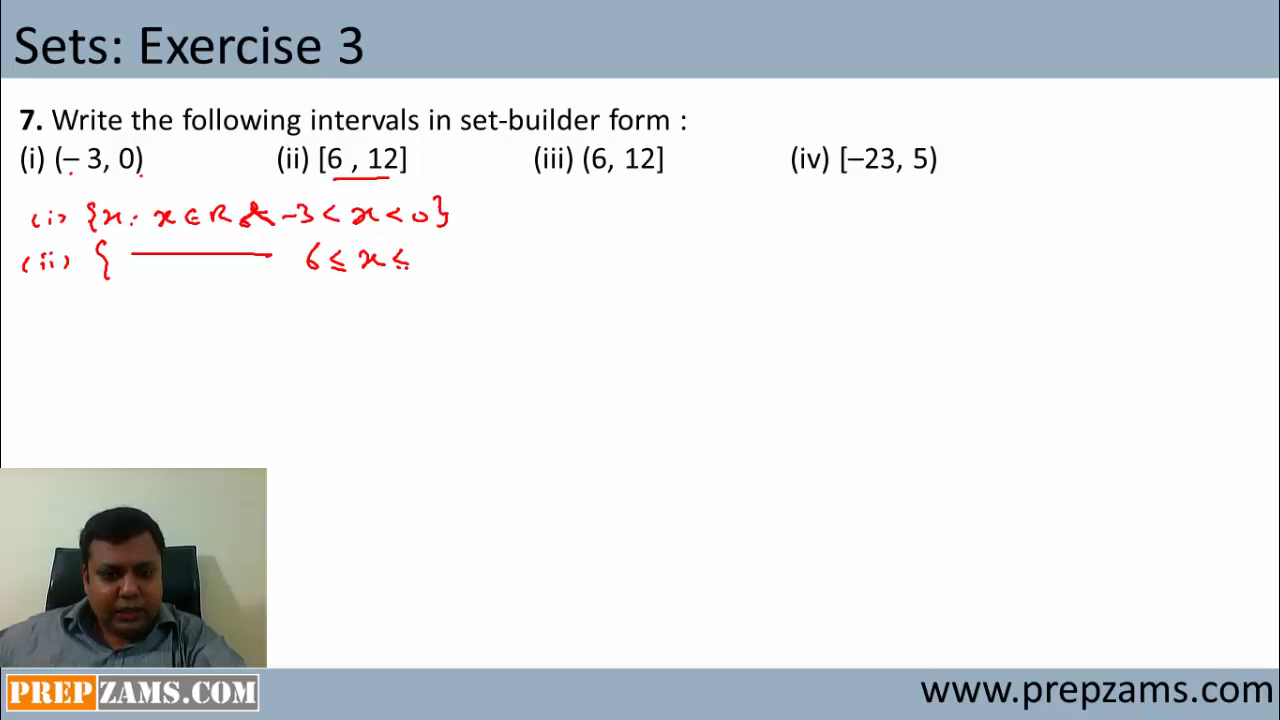 Sets: Exercise 3
7. Write the following intervals in set-builder form :
(i) (– 3, 0) (ii) [6 , 12] (iii) (6, 12] (iv) [–23, 5)
(i) {x : x ∈ R & -3 < x < 0}
(ii) { 6 ≤ x ≤
PREPZAMS.COM
www.prepzams.com